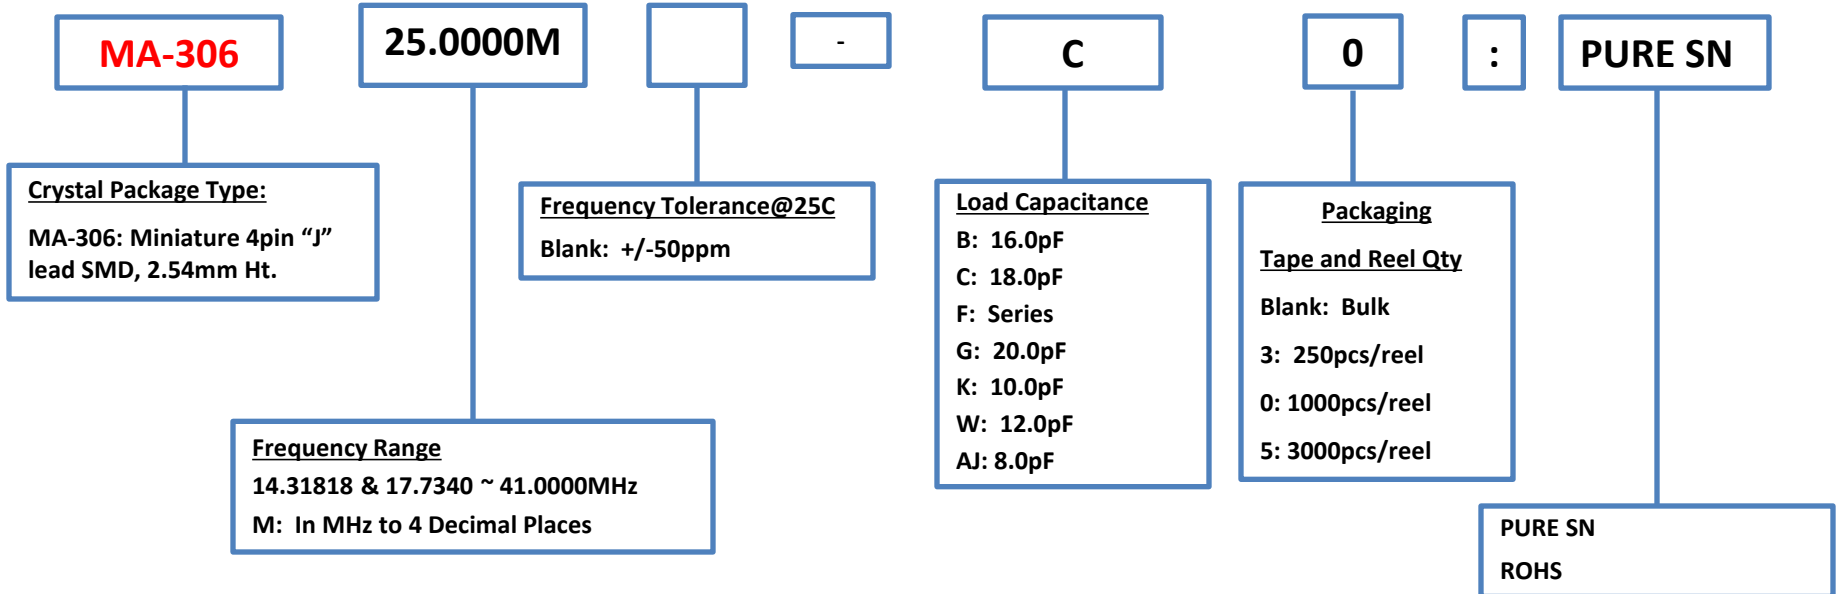 MA-306
25.0000M
-
C
0
:
PURE SN
Crystal Package Type:
MA-306: Miniature 4pin “J”
lead SMD, 2.54mm Ht.
Frequency Range
14.31818 & 17.7340 ~ 41.0000MHz
M: In MHz to 4 Decimal Places
Frequency Tolerance@25C
Blank: +/-50ppm
Load Capacitance
B: 16.0pF
C: 18.0pF
F: Series
G: 20.0pF
K: 10.0pF
W: 12.0pF
AJ: 8.0pF
Packaging
Tape and Reel Qty
Blank: Bulk
3: 250pcs/reel
0: 1000pcs/reel
5: 3000pcs/reel
PURE SN
ROHS